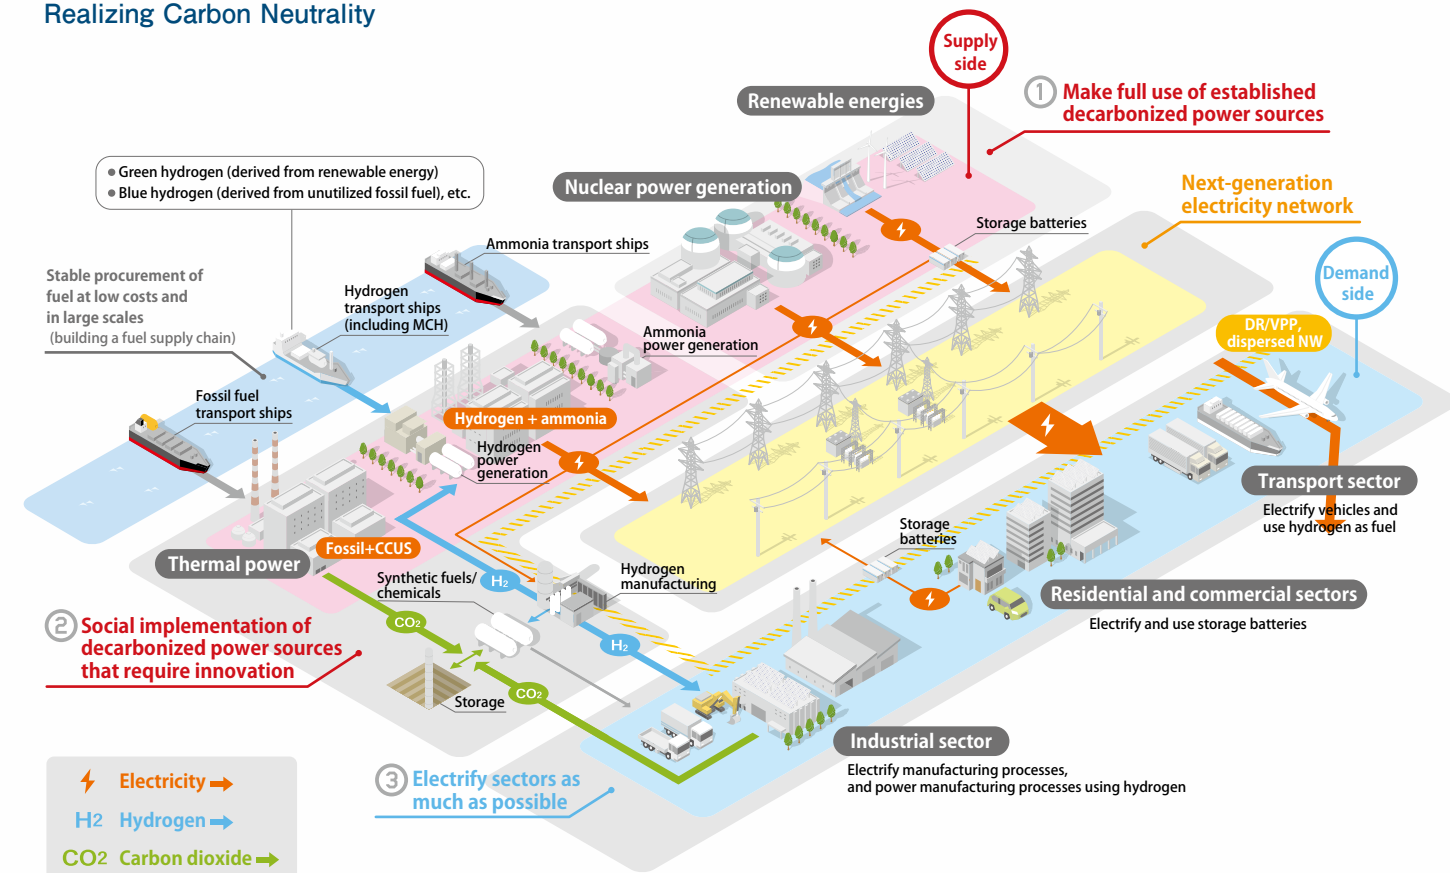 Realizing Carbon Neutrality
Supply
side
Renewable energies
1 Make full use of established
decarbonized power sources
● Green hydrogen (derived from renewable energy)
● Blue hydrogen (derived from unutilized fossil fuel), etc.
Nuclear power generation
Next-generation
electricity network
Storage batteries
Ammonia transport ships
Stable procurement of
fuel at low costs and
in large scales
(building a fuel supply chain)
Hydrogen
transport ships
(including MCH)
Demand
side
Ammonia
power generation
DR/VPP,
dispersed NW
Fossil fuel
transport ships
Hydrogen + ammonia
Hydrogen
power
generation
Transport sector
Electrify vehicles and
use hydrogen as fuel
Storage
batteries
Fossil+CCUS
Thermal power
Synthetic fuels/
chemicals
H2
Hydrogen
manufacturing
Residential and commercial sectors
Electrify and use storage batteries
CO2
2 Social implementation of
decarbonized power sources
that require innovation
H2
CO2
Storage
Industrial sector
Electrify manufacturing processes,
and power manufacturing processes using hydrogen
3 Electrify sectors as
much as possible
Electricity
H2 Hydrogen
CO2 Carbon dioxide